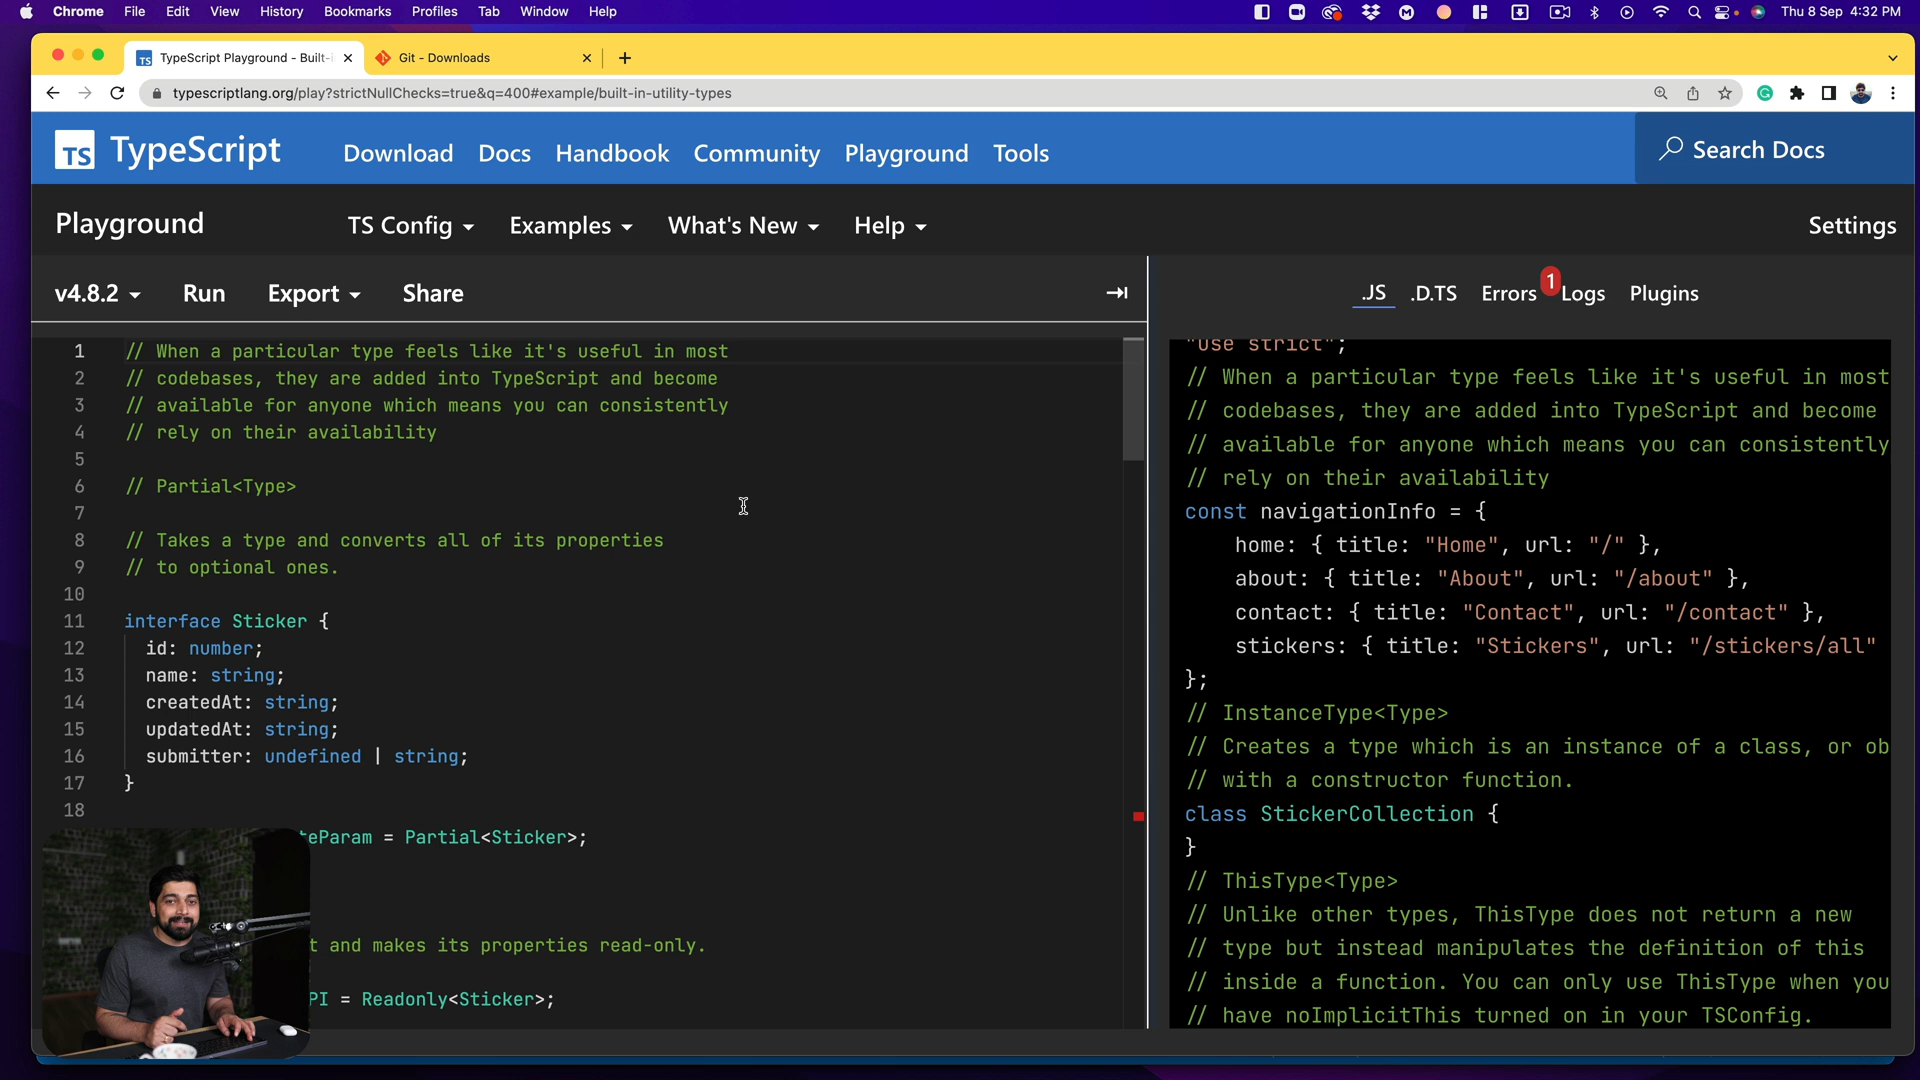 Chrome File Edit View History Bookmarks Profiles Tab Window Help
Thu 8 Sep 4:32 PM
TypeScript Playground - Built-
Git - Downloads
typescriptlang.org/play?strictNullChecks=true&q=400#example/built-in-utility-types
TS TypeScript
Download Docs Handbook Community Playground Tools
Search Docs
Playground
TS Config Examples What's New Help
Settings
v4.8.2 Run Export Share
1 // When a particular type feels like it's useful in most
2 // codebases, they are added into TypeScript and become
3 // available for anyone which means you can consistently
4 // rely on their availability
5
6 // Partial<Type>
7
8 // Takes a type and converts all of its properties
9 // to optional ones.
10
11 interface Sticker {
12 id: number;
13 name: string;
14 createdAt: string;
15 updatedAt: string;
16 submitter: undefined | string;
17 }
18
teParam = Partial<Sticker>;
t and makes its properties read-only.
PI = Readonly<Sticker>;
.JS .D.TS Errors 1 Logs Plugins
"use strict";
// When a particular type feels like it's useful in most
// codebases, they are added into TypeScript and become
// available for anyone which means you can consistently
// rely on their availability
const navigationInfo = {
home: { title: "Home", url: "/" },
about: { title: "About", url: "/about" },
contact: { title: "Contact", url: "/contact" },
stickers: { title: "Stickers", url: "/stickers/all"
};
// InstanceType<Type>
// Creates a type which is an instance of a class, or ob
// with a constructor function.
class StickerCollection {
}
// ThisType<Type>
// Unlike other types, ThisType does not return a new
// type but instead manipulates the definition of this
// inside a function. You can only use ThisType when you
// have noImplicitThis turned on in your TSConfig.